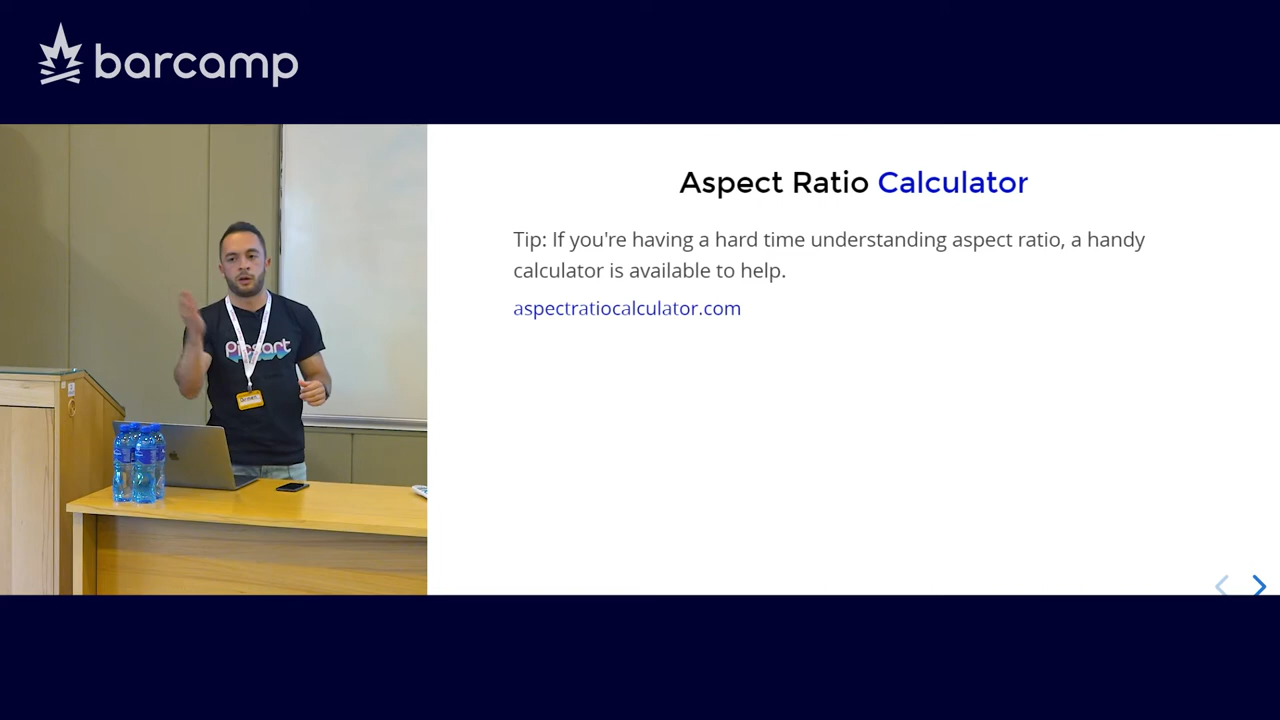 barcamp
Aspect Ratio Calculator
Tip: If you're having a hard time understanding aspect ratio, a handy
calculator is available to help.
aspectratiocalculator.com
Picsart